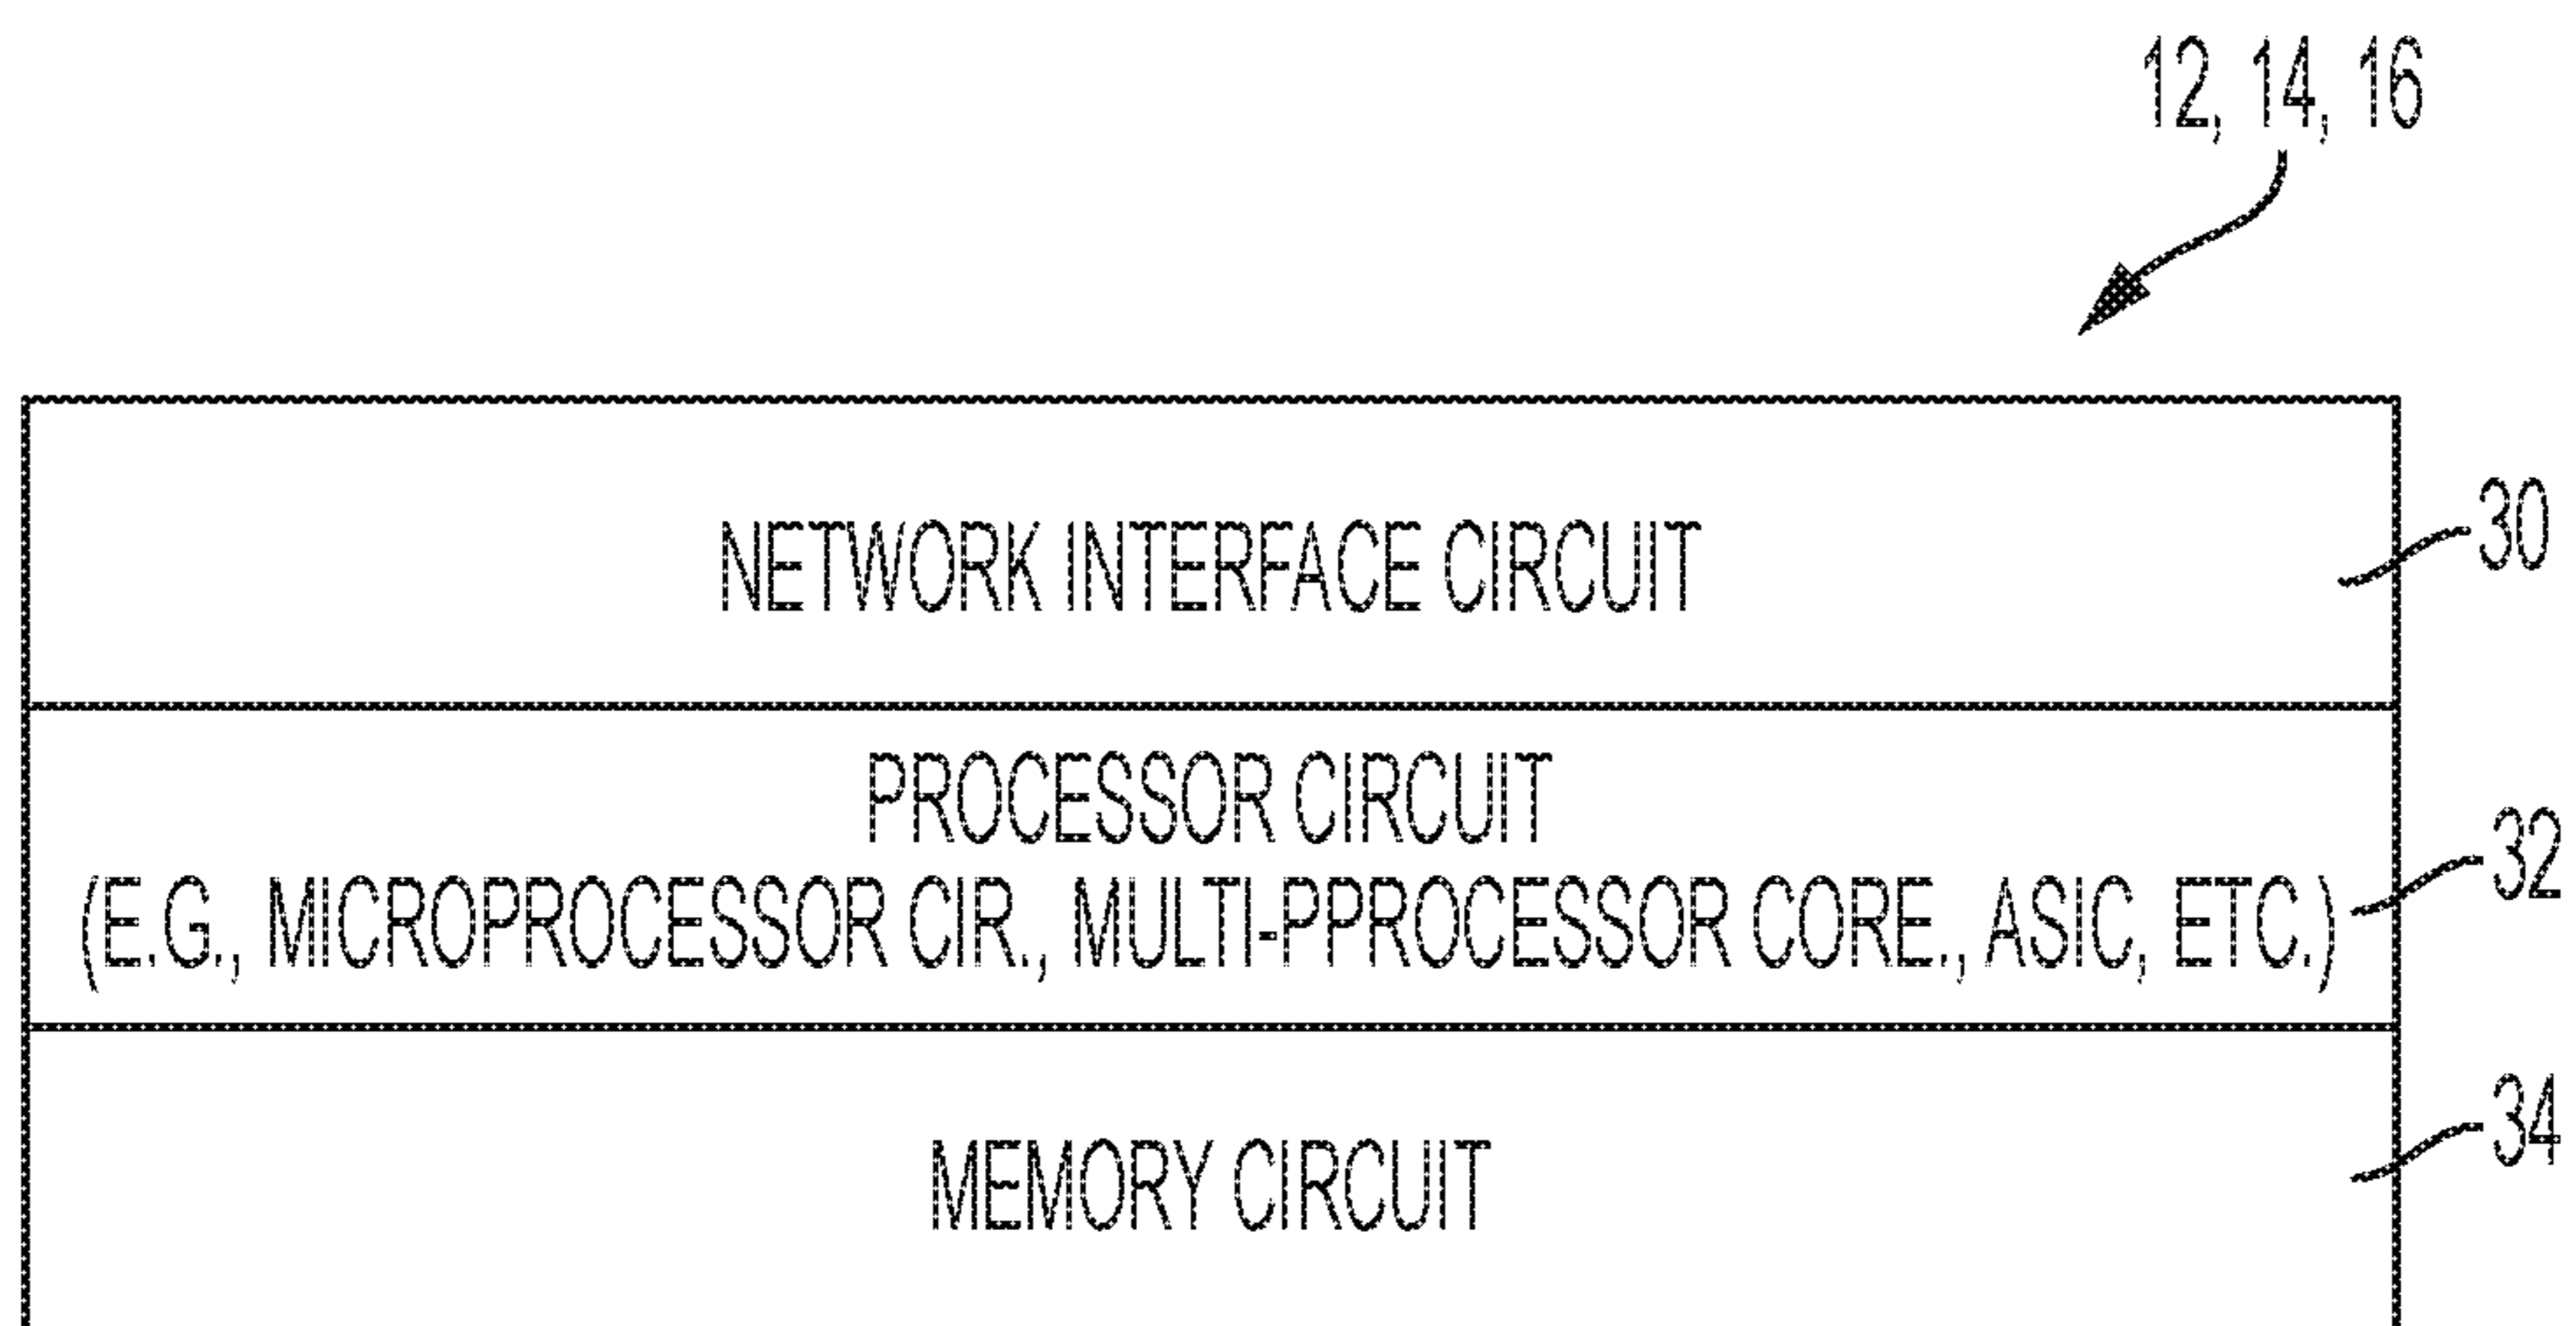 12, 14, 16
NETWORK INTERFACE CIRCUIT
30
PROCESSOR CIRCUIT
(E.G., MICROPROCESSOR CIR., MULTI-PPROCESSOR CORE., ASIC, ETC.)
32
MEMORY CIRCUIT
34